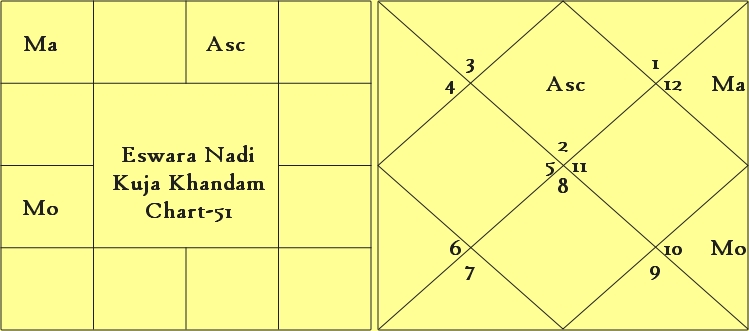 Ma
Asc
Eswara Nadi
Kuja Khandam
Chart-51
Mo
3
4
Asc
1
12
Ma
2
5
11
8
6
7
10
9
Mo